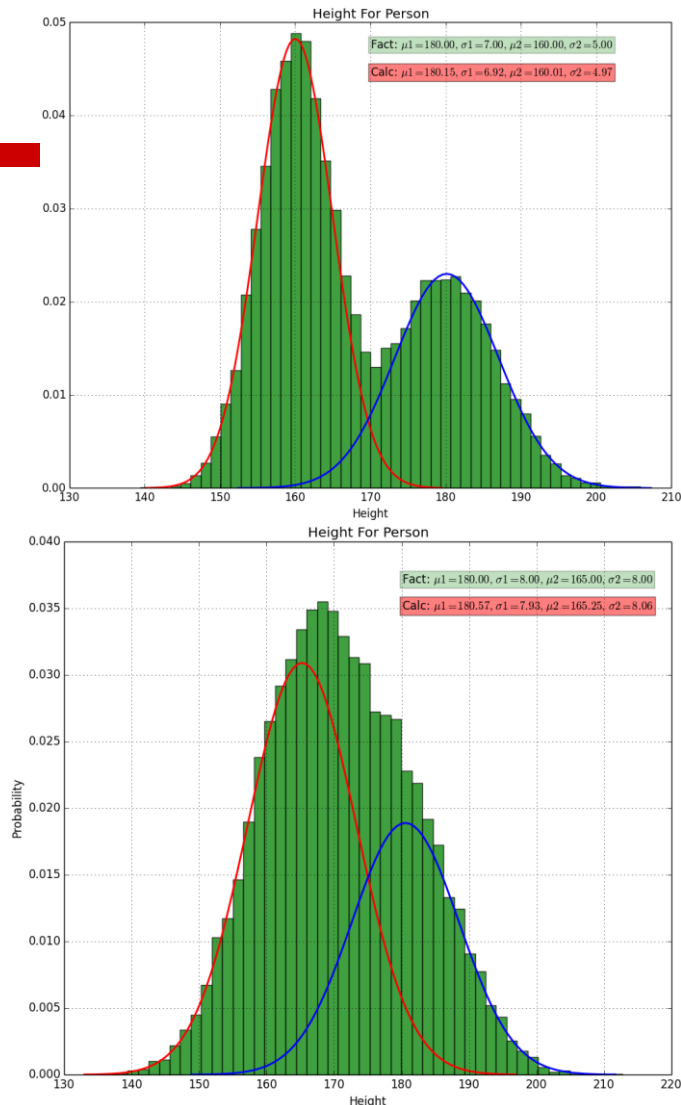 Height For Person
0.05
Fact: μ1=180.00, σ1=7.00, μ2=160.00, σ2=5.00
Calc: μ1=180.15, σ1=6.92, μ2=160.01, σ2=4.97
0.04
0.03
0.02
0.01
0.00
130 140 150 160 170 180 190 200 210
Height
Height For Person
0.040
Fact: μ1=180.00, σ1=8.00, μ2=165.00, σ2=8.00
Calc: μ1=180.57, σ1=7.93, μ2=165.25, σ2=8.06
0.035
0.030
0.025
0.020
Probability
0.015
0.010
0.005
0.000
130 140 150 160 170 180 190 200 210 220
Height